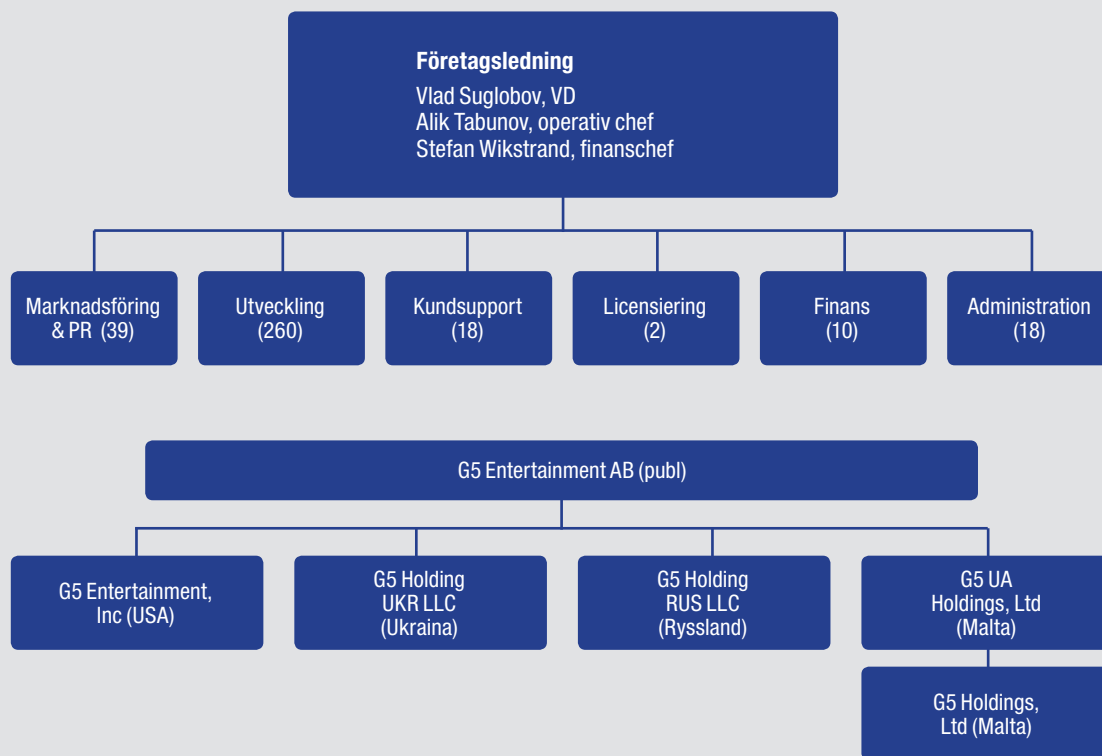 Företagsledning
Vlad Suglobov, VD
Alik Tabunov, operativ chef
Stefan Wikstrand, finanschef
Marknadsföring
& PR (39)
Utveckling
(260)
Kundsupport
(18)
Licensiering
(2)
Finans
(10)
Administration
(18)
G5 Entertainment AB (publ)
G5 Entertainment,
Inc (USA)
G5 Holding
UKR LLC
(Ukraina)
G5 Holding
RUS LLC
(Ryssland)
G5 UA
Holdings, Ltd
(Malta)
G5 Holdings,
Ltd (Malta)